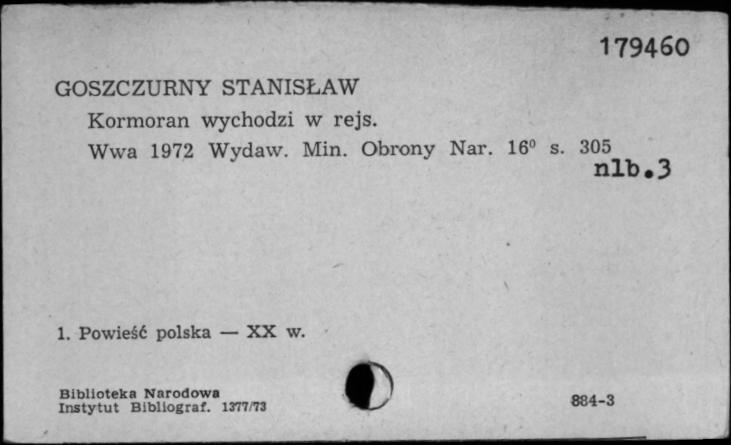 179460
GOSZCZURNY STANISŁAW
Kormoran wychodzi w rejs.
Wwa 1972 Wydaw. Min. Obrony Nar. 16⁰ s. 305
nlb.3
1. Powieść polska — XX w.
Biblioteka Narodowa
Instytut Bibliograf. 1377/73
884-3